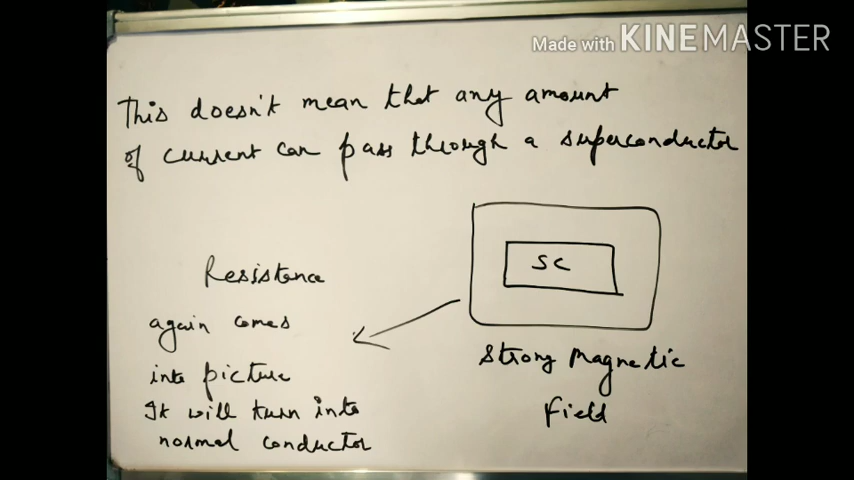 Made with KINEMASTER
This doesn't mean that any amount
of current can pass through a superconductor
SC
Strong Magnetic
field
Resistence
again comes
into picture
It will turn into
normal conductor